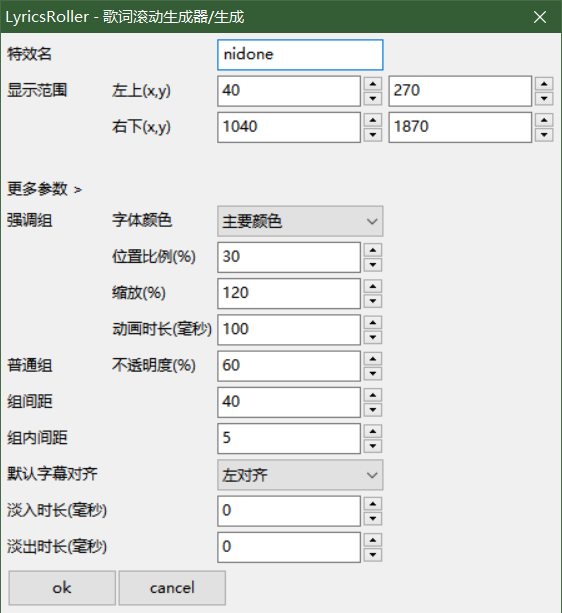 LyricsRoller - 歌词滚动生成器/生成
特效名 nidone
显示范围 左上(x,y) 40 270
右下(x,y) 1040 1870
更多参数 >
强调组 字体颜色 主要颜色
位置比例(%) 30
缩放(%) 120
动画时长(毫秒) 100
普通组 不透明度(%) 60
组间距 40
组内间距 5
默认字幕对齐 左对齐
淡入时长(毫秒) 0
淡出时长(毫秒) 0
ok cancel